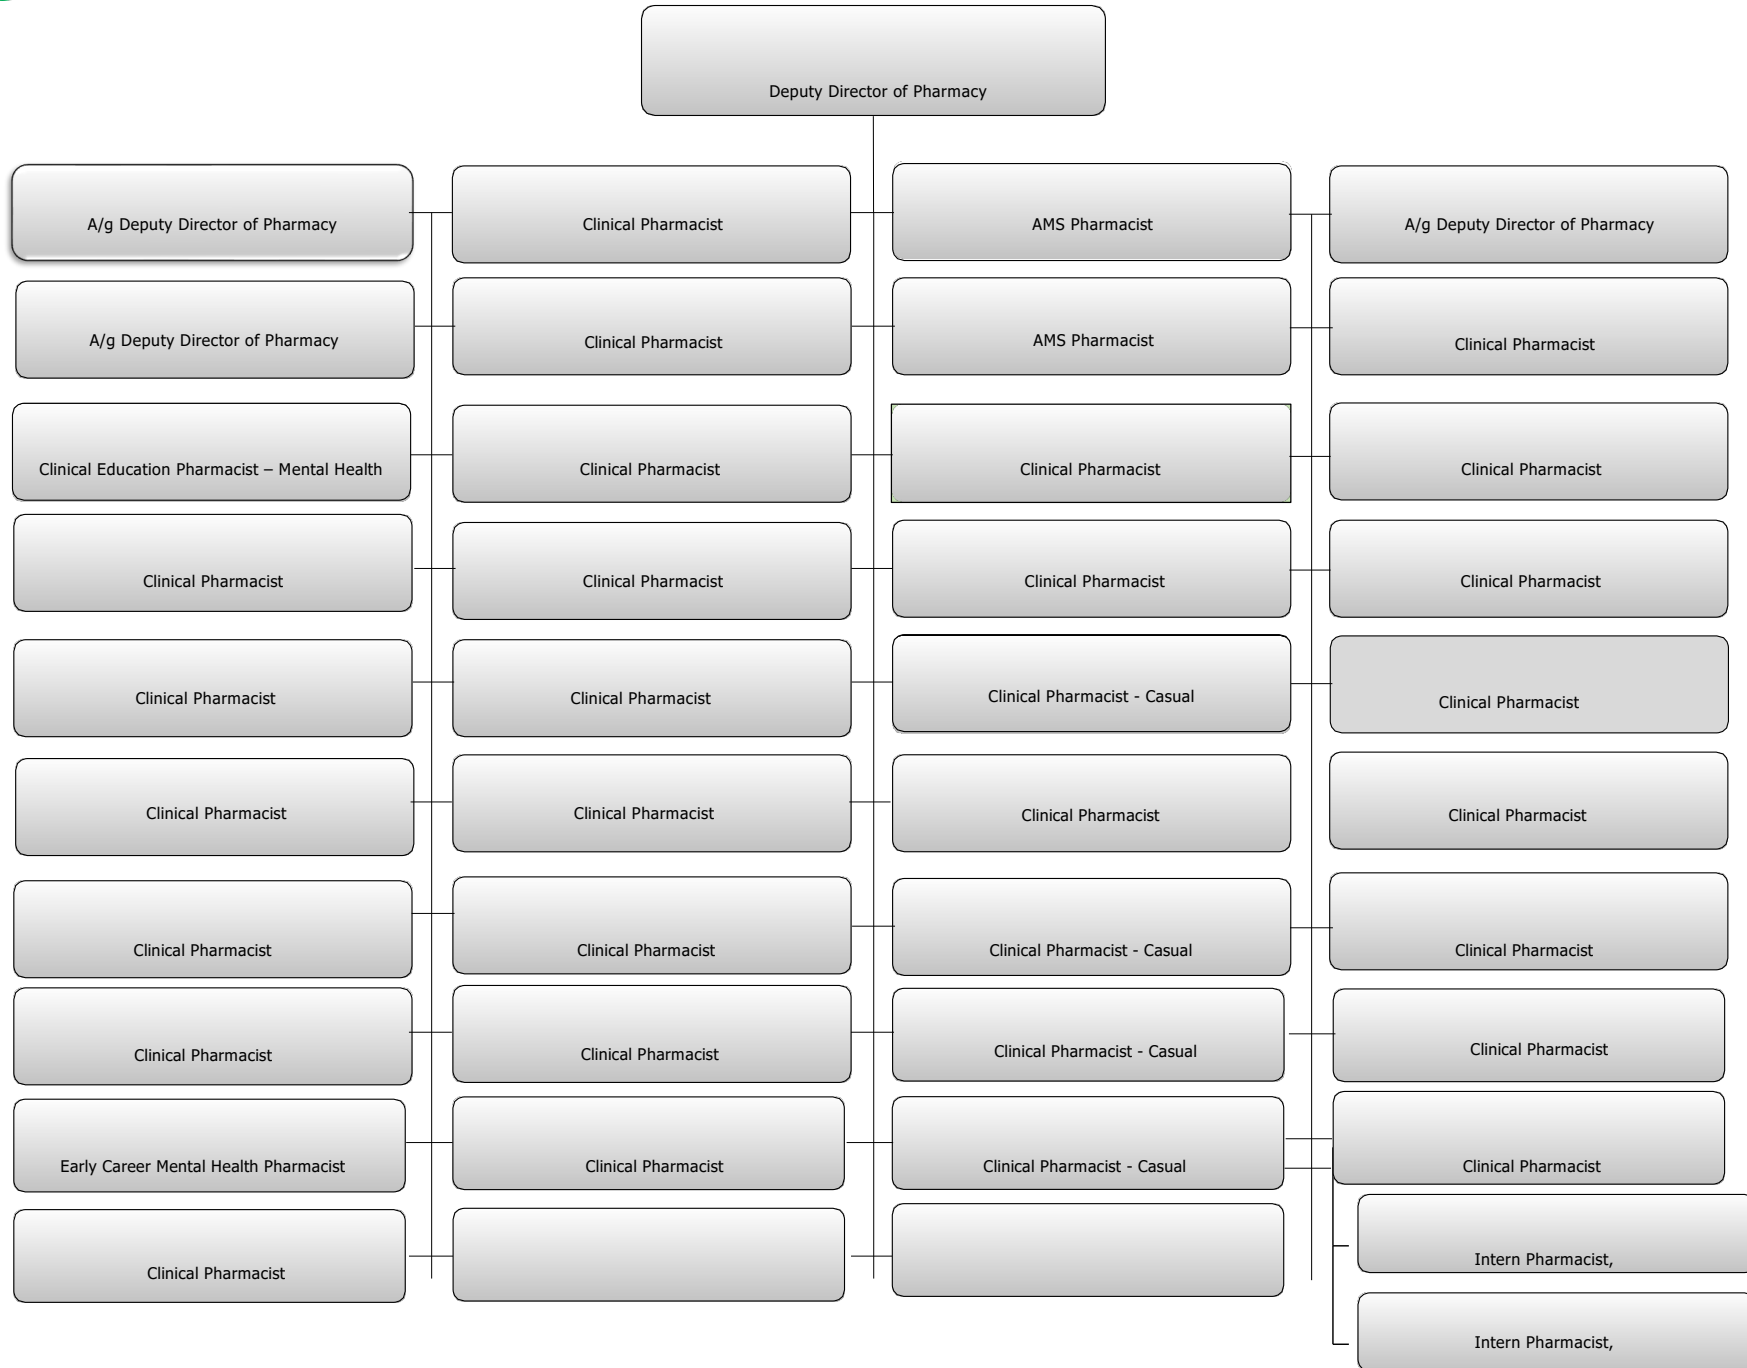 Deputy Director of Pharmacy
A/g Deputy Director of Pharmacy
Clinical Pharmacist
AMS Pharmacist
A/g Deputy Director of Pharmacy
A/g Deputy Director of Pharmacy
Clinical Pharmacist
AMS Pharmacist
Clinical Pharmacist
Clinical Education Pharmacist – Mental Health
Clinical Pharmacist
Clinical Pharmacist
Clinical Pharmacist
Clinical Pharmacist
Clinical Pharmacist
Clinical Pharmacist
Clinical Pharmacist
Clinical Pharmacist
Clinical Pharmacist
Clinical Pharmacist - Casual
Clinical Pharmacist
Clinical Pharmacist
Clinical Pharmacist
Clinical Pharmacist
Clinical Pharmacist
Clinical Pharmacist
Clinical Pharmacist
Clinical Pharmacist - Casual
Clinical Pharmacist
Clinical Pharmacist
Clinical Pharmacist
Clinical Pharmacist - Casual
Clinical Pharmacist
Early Career Mental Health Pharmacist
Clinical Pharmacist
Clinical Pharmacist - Casual
Clinical Pharmacist
Clinical Pharmacist
Intern Pharmacist,
Intern Pharmacist,